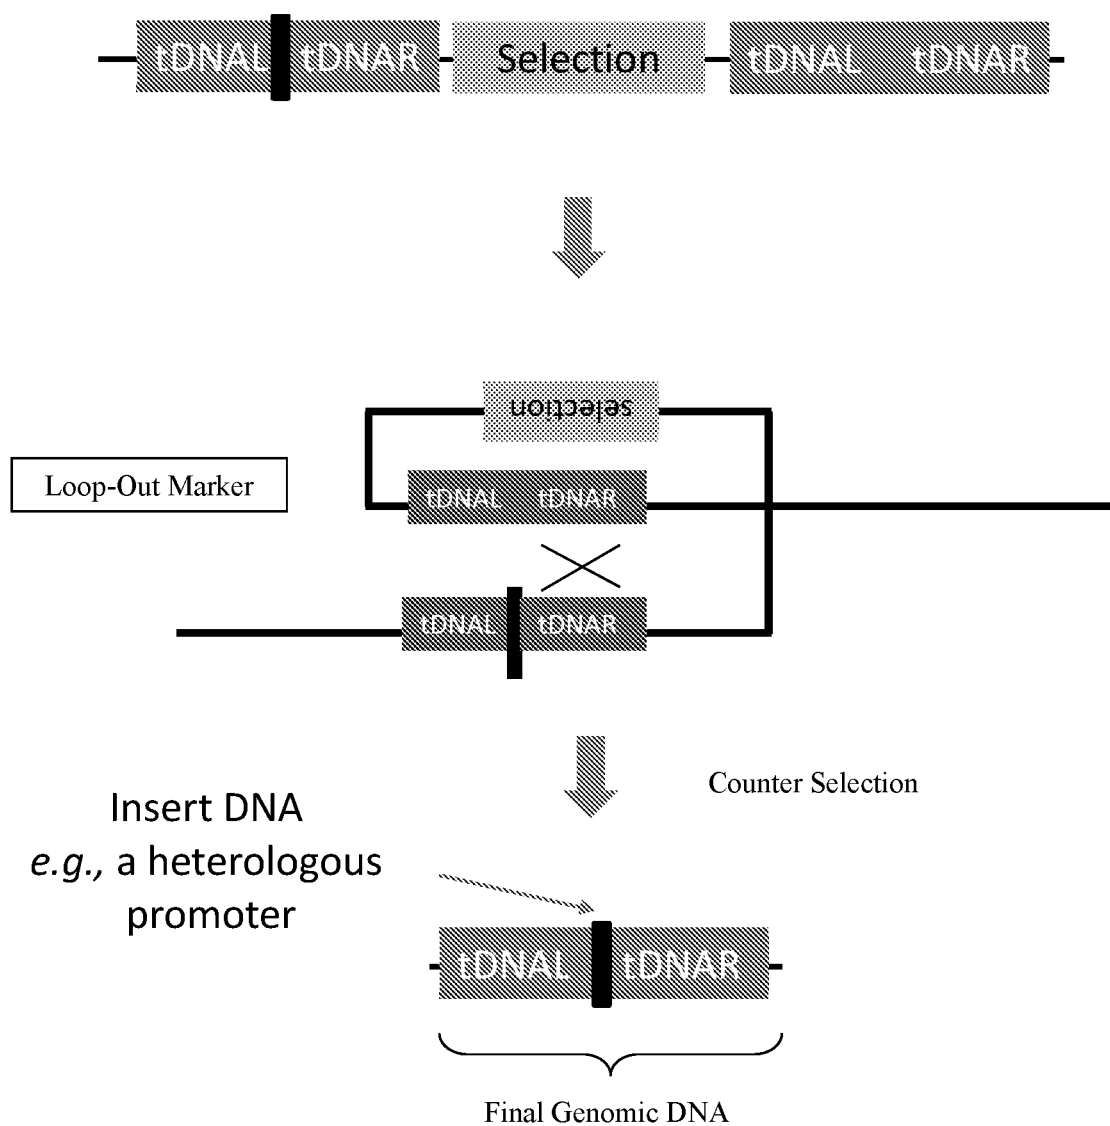 tDNAL tDNAR Selection tDNAL tDNAR
selection
Loop-Out Marker
tDNAL tDNAR
tDNAL tDNAR
Counter Selection
Insert DNA
e.g., a heterologous
promoter
tDNAL tDNAR
Final Genomic DNA